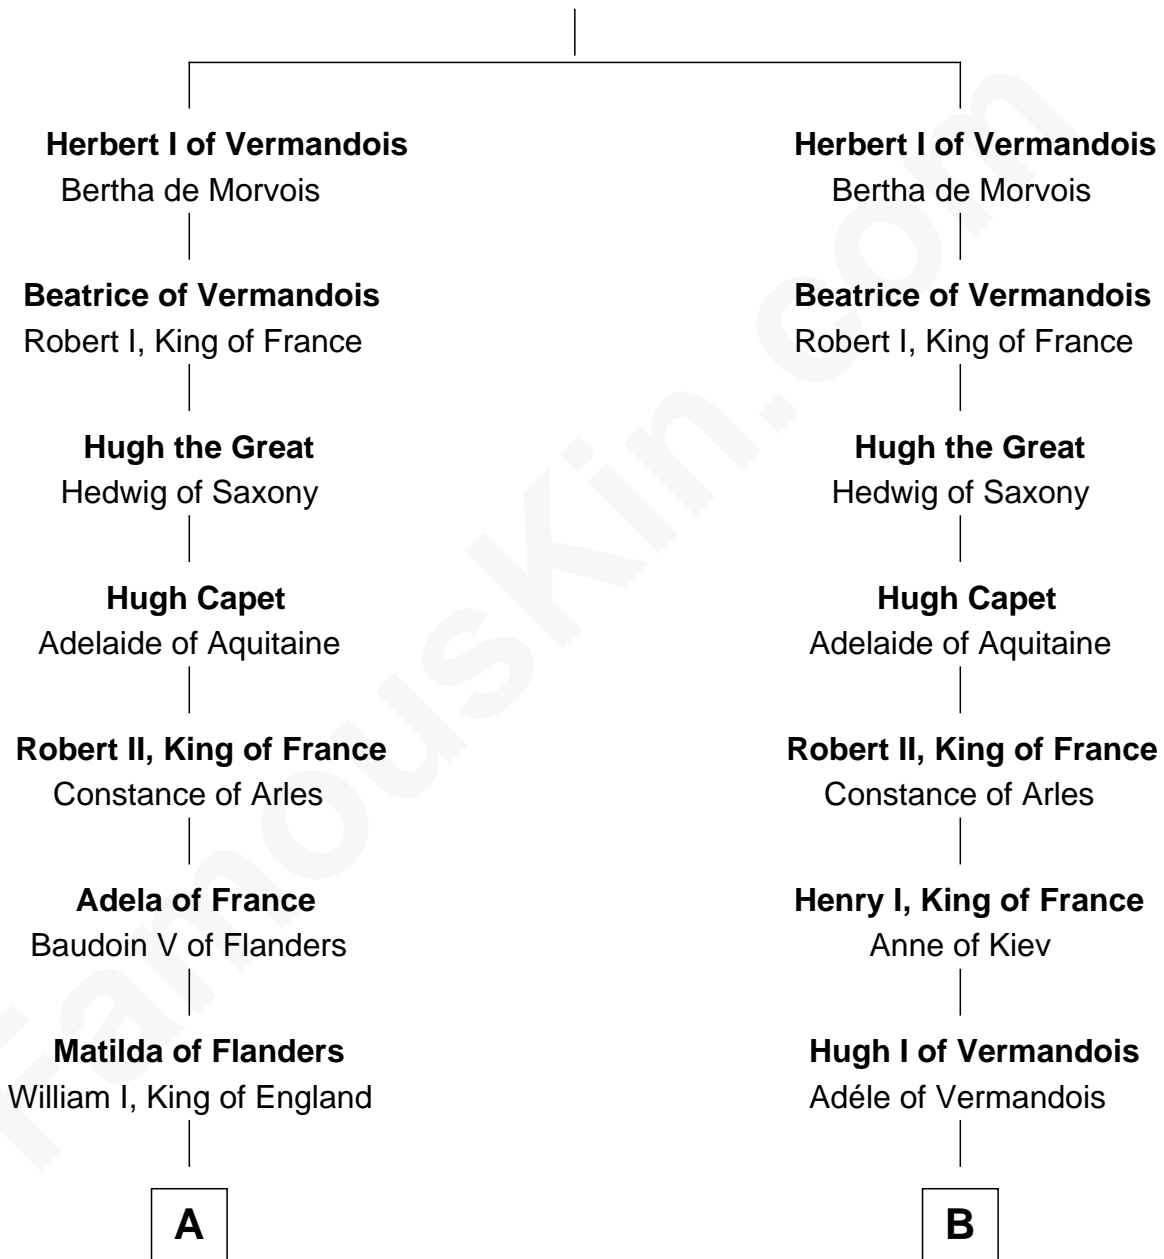 Herbert I of Vermandois
Bertha de Morvois
Beatrice of Vermandois
Robert I, King of France
Hugh the Great
Hedwig of Saxony
Hugh Capet
Adelaide of Aquitaine
Robert II, King of France
Constance of Arles
Adela of France
Baudoin V of Flanders
Matilda of Flanders
William I, King of England
A
Herbert I of Vermandois
Bertha de Morvois
Beatrice of Vermandois
Robert I, King of France
Hugh the Great
Hedwig of Saxony
Hugh Capet
Adelaide of Aquitaine
Robert II, King of France
Constance of Arles
Henry I, King of France
Anne of Kiev
Hugh I of Vermandois
Adéle of Vermandois
B
FamousKin.com